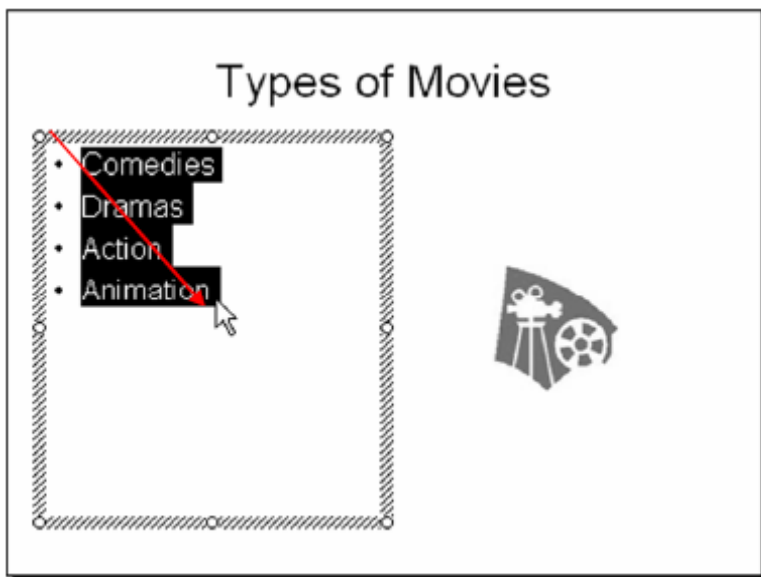 Types of Movies
• Comedies
• Dramas
• Action
• Animation